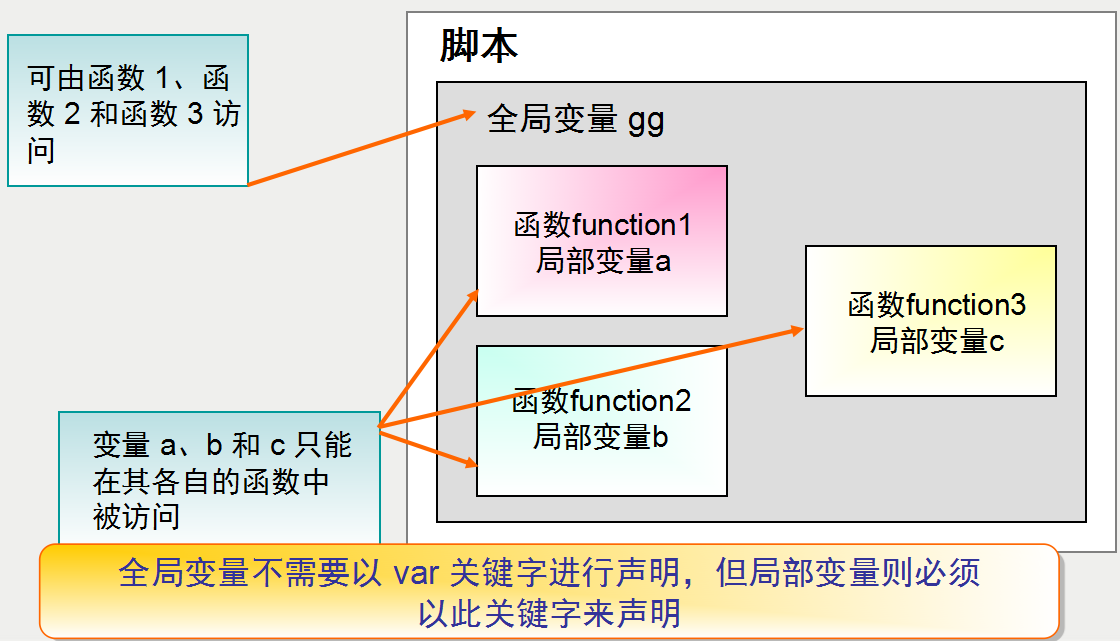 脚本
可由函数 1、函
数 2 和函数 3 访
问
全局变量 gg
函数function1
局部变量a
函数function3
局部变量c
函数function2
局部变量b
变量 a、b 和 c 只能
在其各自的函数中
被访问
全局变量不需要以 var 关键字进行声明，但局部变量则必须
以此关键字来声明